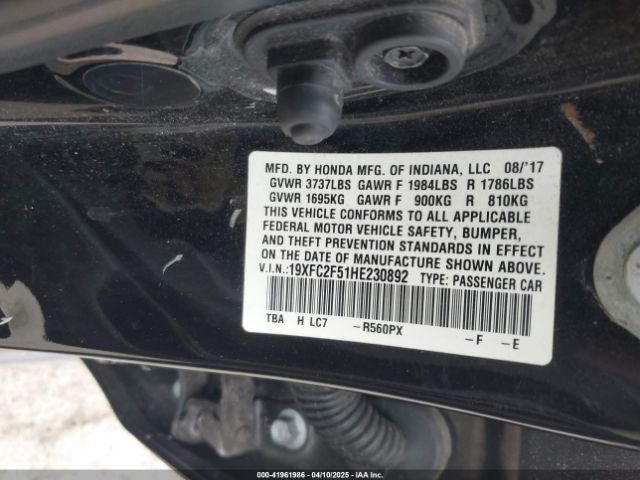 MFD. BY HONDA MFG. OF INDIANA, LLC 08/'17
GVWR 3737LBS GAWR F 1984LBS R 1786LBS
GVWR 1695KG GAWR F 900KG R 810KG
THIS VEHICLE CONFORMS TO ALL APPLICABLE
FEDERAL MOTOR VEHICLE SAFETY, BUMPER,
AND THEFT PREVENTION STANDARDS IN EFFECT
ON THE DATE OF MANUFACTURE SHOWN ABOVE.
V.I.N.:19XFC2F51HE230892 TYPE: PASSENGER CAR
TBA H LC7 -R560PX -F -E
000-41961986 - 04/10/2025 - IAAI.COM